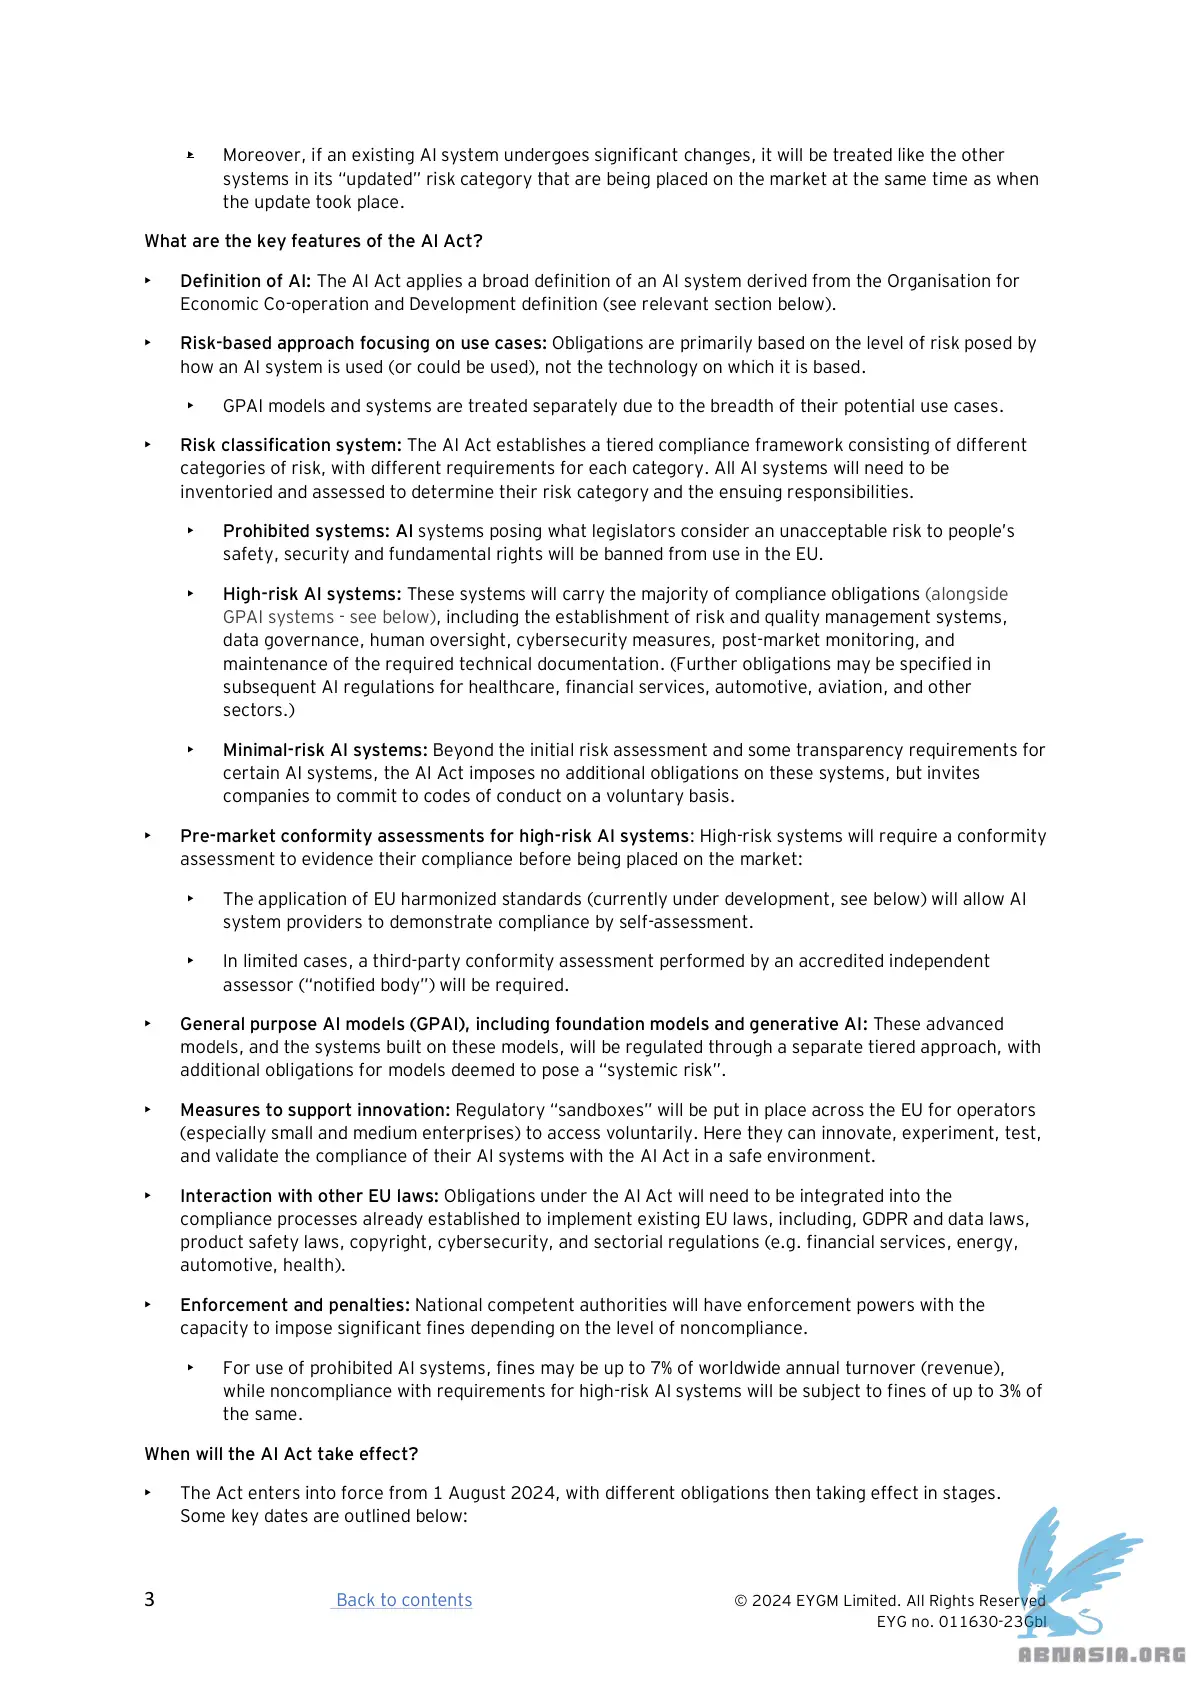 ‣ Moreover, if an existing AI system undergoes significant changes, it will be treated like the other
systems in its “updated” risk category that are being placed on the market at the same time as when
the update took place.
What are the key features of the AI Act?
‣ Definition of AI: The AI Act applies a broad definition of an AI system derived from the Organisation for
Economic Co-operation and Development definition (see relevant section below).
‣ Risk-based approach focusing on use cases: Obligations are primarily based on the level of risk posed by
how an AI system is used (or could be used), not the technology on which it is based.
‣ GPAI models and systems are treated separately due to the breadth of their potential use cases.
‣ Risk classification system: The AI Act establishes a tiered compliance framework consisting of different
categories of risk, with different requirements for each category. All AI systems will need to be
inventoried and assessed to determine their risk category and the ensuing responsibilities.
‣ Prohibited systems: AI systems posing what legislators consider an unacceptable risk to people’s
safety, security and fundamental rights will be banned from use in the EU.
‣ High-risk AI systems: These systems will carry the majority of compliance obligations (alongside
GPAI systems - see below), including the establishment of risk and quality management systems,
data governance, human oversight, cybersecurity measures, post-market monitoring, and
maintenance of the required technical documentation. (Further obligations may be specified in
subsequent AI regulations for healthcare, financial services, automotive, aviation, and other
sectors.)
‣ Minimal-risk AI systems: Beyond the initial risk assessment and some transparency requirements for
certain AI systems, the AI Act imposes no additional obligations on these systems, but invites
companies to commit to codes of conduct on a voluntary basis.
‣ Pre-market conformity assessments for high-risk AI systems: High-risk systems will require a conformity
assessment to evidence their compliance before being placed on the market:
‣ The application of EU harmonized standards (currently under development, see below) will allow AI
system providers to demonstrate compliance by self-assessment.
‣ In limited cases, a third-party conformity assessment performed by an accredited independent
assessor (“notified body”) will be required.
‣ General purpose AI models (GPAI), including foundation models and generative AI: These advanced
models, and the systems built on these models, will be regulated through a separate tiered approach, with
additional obligations for models deemed to pose a “systemic risk”.
‣ Measures to support innovation: Regulatory “sandboxes” will be put in place across the EU for operators
(especially small and medium enterprises) to access voluntarily. Here they can innovate, experiment, test,
and validate the compliance of their AI systems with the AI Act in a safe environment.
‣ Interaction with other EU laws: Obligations under the AI Act will need to be integrated into the
compliance processes already established to implement existing EU laws, including, GDPR and data laws,
product safety laws, copyright, cybersecurity, and sectorial regulations (e.g. financial services, energy,
automotive, health).
‣ Enforcement and penalties: National competent authorities will have enforcement powers with the
capacity to impose significant fines depending on the level of noncompliance.
‣ For use of prohibited AI systems, fines may be up to 7% of worldwide annual turnover (revenue),
while noncompliance with requirements for high-risk AI systems will be subject to fines of up to 3% of
the same.
When will the AI Act take effect?
‣ The Act enters into force from 1 August 2024, with different obligations then taking effect in stages.
Some key dates are outlined below:
3 Back to contents © 2024 EYGM Limited. All Rights Reserved
EYG no. 011630-23Gbl
ABNASIA.ORG